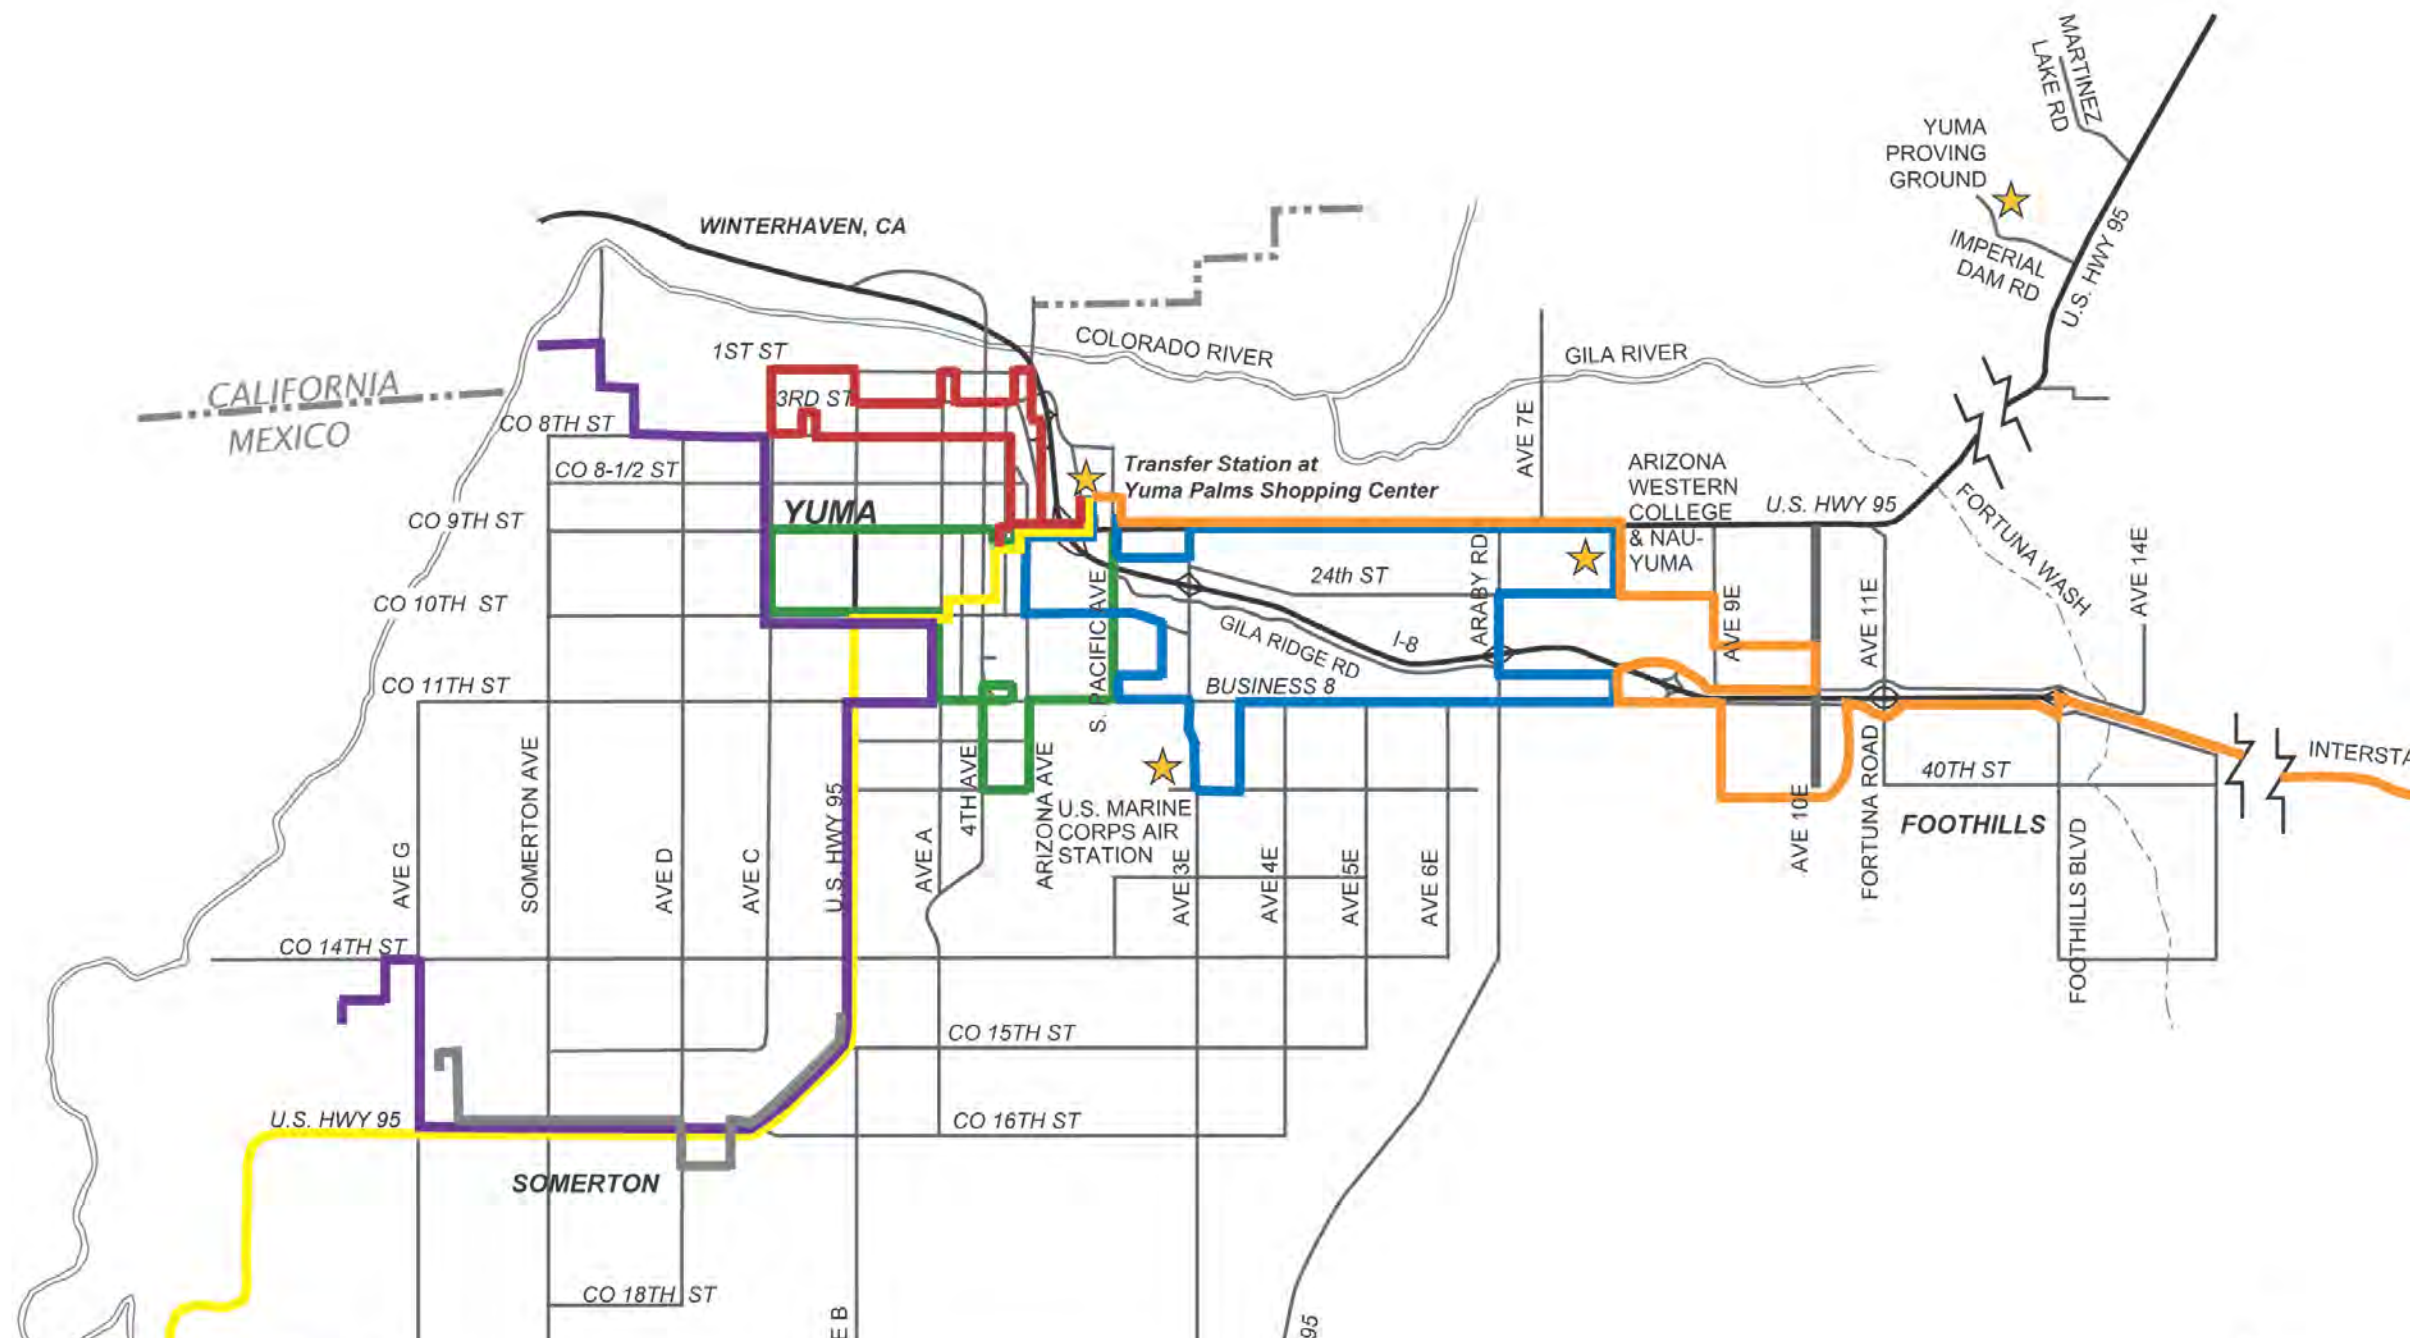 MARTINEZ
LAKE RD
YUMA
PROVING
GROUND
IMPERIAL
DAM RD
U.S. HWY 95
WINTERHAVEN, CA
COLORADO RIVER
GILA RIVER
CALIFORNIA
MEXICO
1ST ST
3RD ST
CO 8TH ST
CO 8-1/2 ST
YUMA
CO 9TH ST
CO 10TH ST
CO 11TH ST
Transfer Station at
Yuma Palms Shopping Center
AVE 7E
ARIZONA
WESTERN
COLLEGE
& NAU-
YUMA
U.S. HWY 95
FORTUNA WASH
AVE 14E
24th ST
ARABY RD
AVE 9E
AVE 11E
I-8
GILA RIDGE RD
S. PACIFIC AVE
BUSINESS 8
SOMERTON AVE
AVE G
AVE D
AVE C
U.S. HWY 95
AVE A
4TH AVE
ARIZONA AVE
U.S. MARINE
CORPS AIR
STATION
AVE 3E
AVE 4E
AVE 5E
AVE 6E
AVE 10E
FORTUNA ROAD
40TH ST
FOOTHILLS
FOOTHILLS BLVD
INTERSTA
CO 14TH ST
CO 15TH ST
CO 16TH ST
U.S. HWY 95
SOMERTON
CO 18TH ST
E B
95